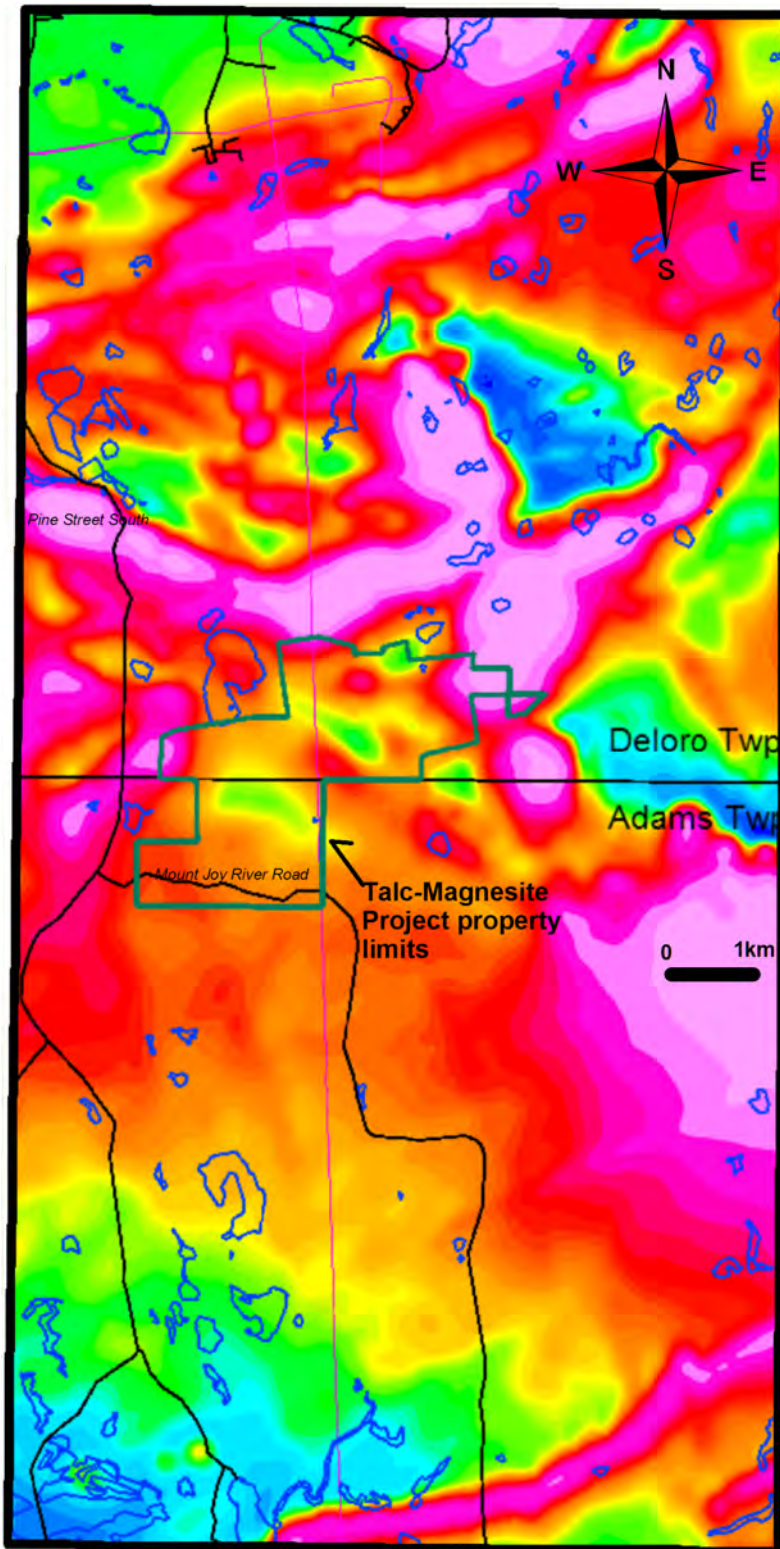 N
W E
S
Pine Street South
Deloro Twp
Adams Twp
Mount Joy River Road
Talc-Magnesite
Project property
limits
0 1km